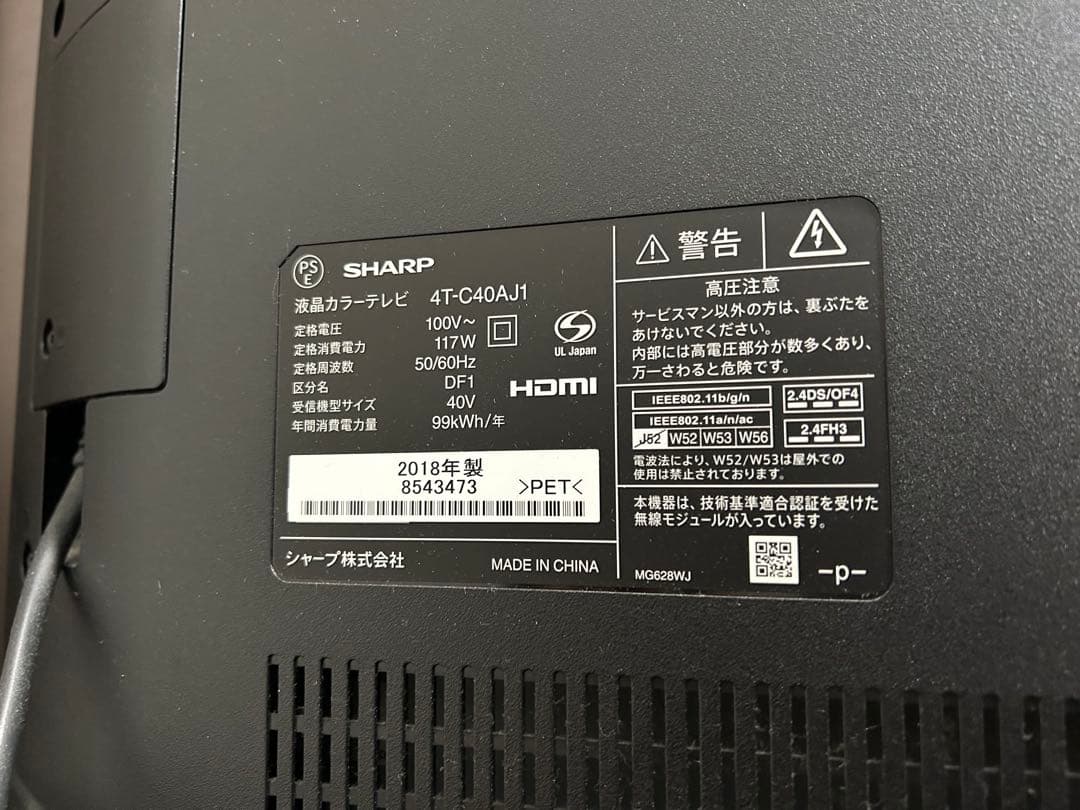 PS
E
SHARP
液晶カラーテレビ 4T-C40AJ1
定格電圧 100V～
定格消費電力 117W
定格周波数 50/60Hz
区分名 DF1
受信機型サイズ 40V
年間消費電力量 99kWh/年
UL Japan
HDMI
2018年製
8543473 >PET<
シャープ株式会社 MADE IN CHINA
警告
高圧注意
サービスマン以外の方は、裏ぶたを
あけないでください。
内部には高電圧部分が数多くあり、
万一さわると危険です。
IEEE802.11b/g/n
IEEE802.11a/n/ac
J52 W52 W53 W56
2.4DS/OF4
2.4FH3
電波法により、W52/W53は屋外での
使用は禁止されております。
本機器は、技術基準適合認証を受けた
無線モジュールが入っています。
MG628WJ -p-